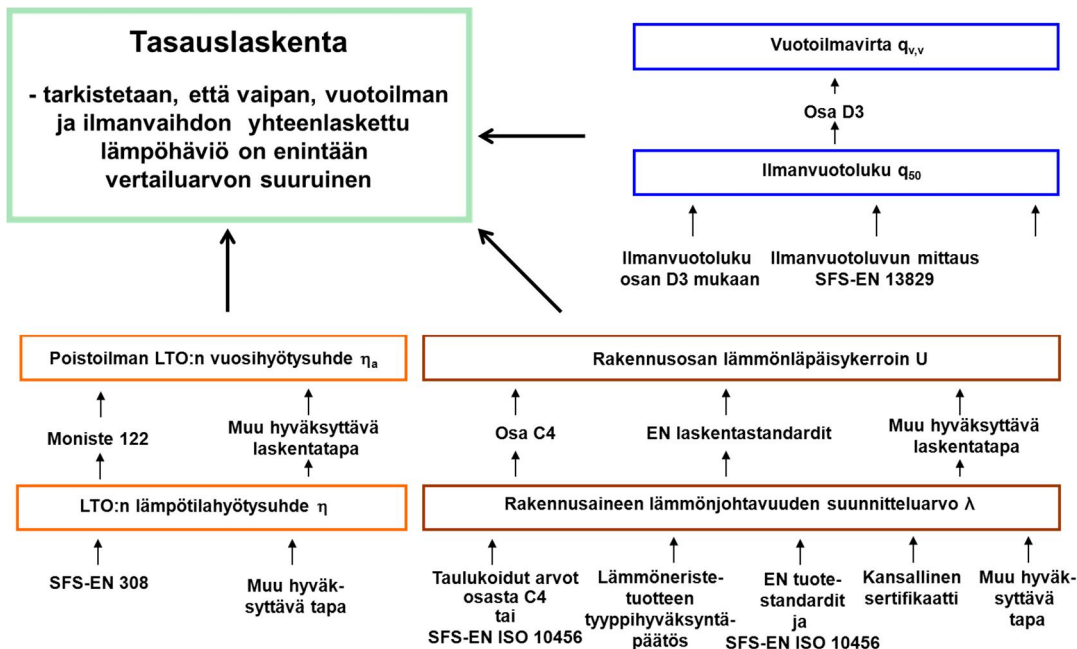 Tasauslaskenta
- tarkistetaan, että vaipan, vuotoilman
ja ilmanvaihdon yhteenlaskettu
lämpöhäviö on enintään
vertailuarvon suuruinen
Vuotoilmavirta qv,v
Osa D3
Ilmanvuotoluku q50
Ilmanvuotoluku
osan D3 mukaan
Ilmanvuotoluvun mittaus
SFS-EN 13829
Poistoilman LTO:n vuosihyötysuhde ηa
Moniste 122
Muu hyväksyttävä
laskentatapa
LTO:n lämpötilahyötysuhde η
SFS-EN 308
Muu hyväk-
syttävä tapa
Rakennusosan lämmönläpäisykerroin U
Osa C4
EN laskentastandardit
Muu hyväksyttävä
laskentatapa
Rakennusaineen lämmönjohtavuuden suunnitteluarvo λ
Taulukoidut arvot
osasta C4
tai
SFS-EN ISO 10456
Lämmöneriste-
tuotteen
tyyppihyväksyntä-
päätös
EN tuote-
standardit
ja
SFS-EN ISO 10456
Kansallinen
sertifikaatti
Muu hyväk-
syttävä
tapa